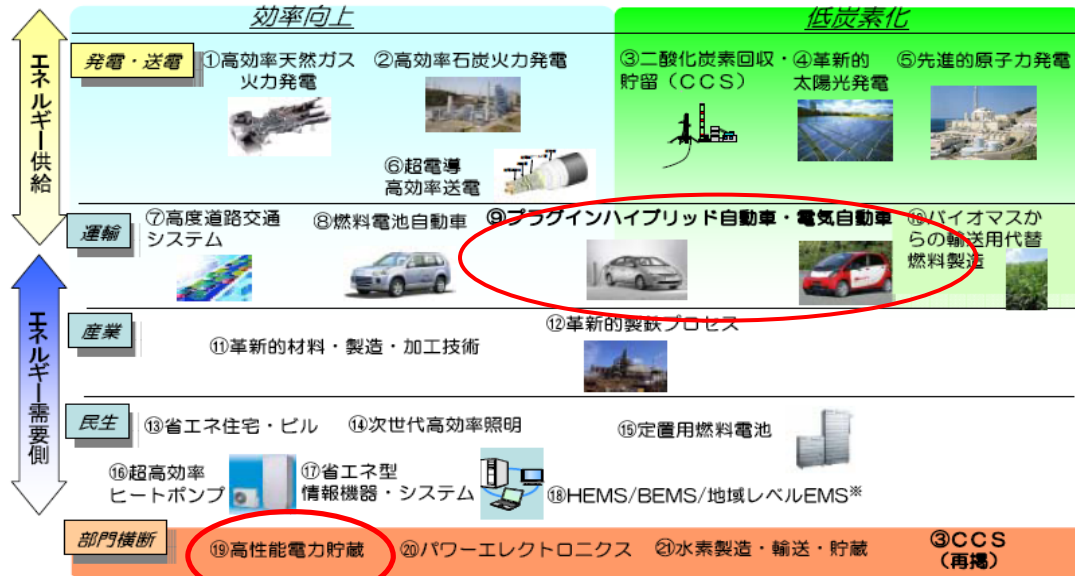 効率向上
低炭素化
エネルギー供給
発電・送電
①高効率天然ガス
火力発電
②高効率石炭火力発電
③二酸化炭素回収・
貯留(CCS)
④革新的
太陽光発電
⑤先進的原子力発電
⑥超電導
高効率送電
運輸
⑦高度道路交通
システム
⑧燃料電池自動車
⑨プラグインハイブリッド自動車・電気自動車
⑩バイオマスか
らの輸送用代替
燃料製造
エネルギー需要側
産業
⑪革新的材料・製造・加工技術
⑫革新的製鉄プロセス
民生
⑬省エネ住宅・ビル
⑭次世代高効率照明
⑮定置用燃料電池
⑯超高効率
ヒートポンプ
⑰省エネ型
情報機器・システム
⑱HEMS/BEMS/地域レベルEMS※
部門横断
⑲高性能電力貯蔵
⑳パワーエレクトロニクス
㉑水素製造・輸送・貯蔵
③CCS
(再掲)